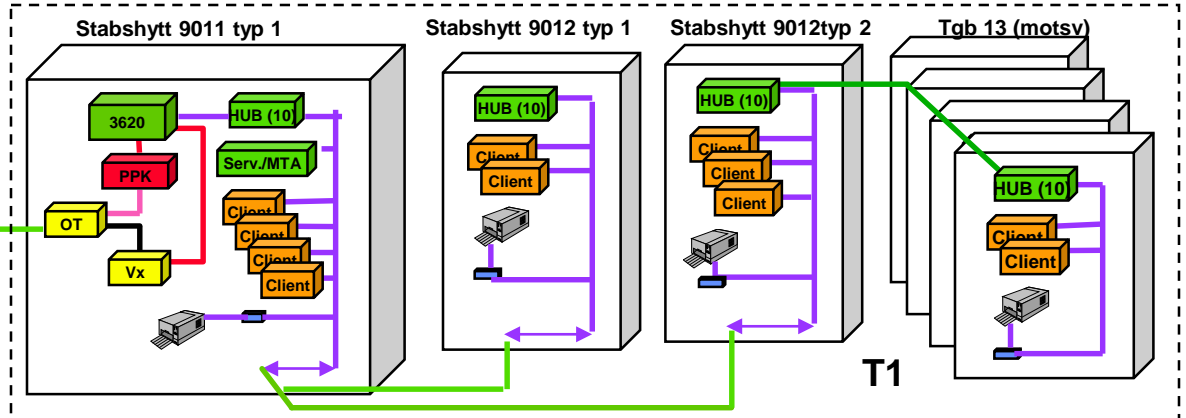 Stabshytt 9011 typ 1
Stabshytt 9012 typ 1
Stabshytt 9012typ 2
Tgb 13 (motsv)
3620
HUB (10)
Serv./MTA
PPK
OT
Vx
Client
Client
Client
Client
HUB (10)
Client
Client
HUB (10)
Client
Client
Client
HUB (10)
Client
Client
T1